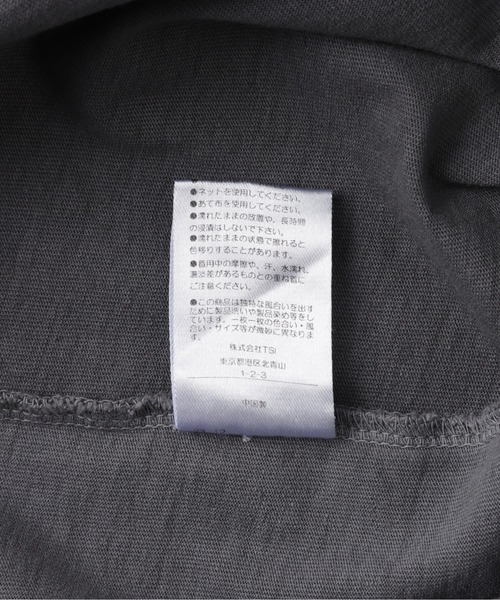 ●ネットを使用してください。
●あて布を使用してください。
●濡れたままの放置や、長時間
の浸漬はしないで下さい。
●濡れたままの状態で擦れると
色移りすることがあります。
●着用中の摩擦や、汗、水濡れ、
濃淡差があるものとの重ね着に
ご注意ください。
●この商品は独特な風合いを出す
ために製品洗いや製品染め等をし
ています。一枚一枚の色合い・風
合い・サイズ等が微妙に異なりま
す。
株式会社TSI
東京都港区北青山
1-2-3
中国製